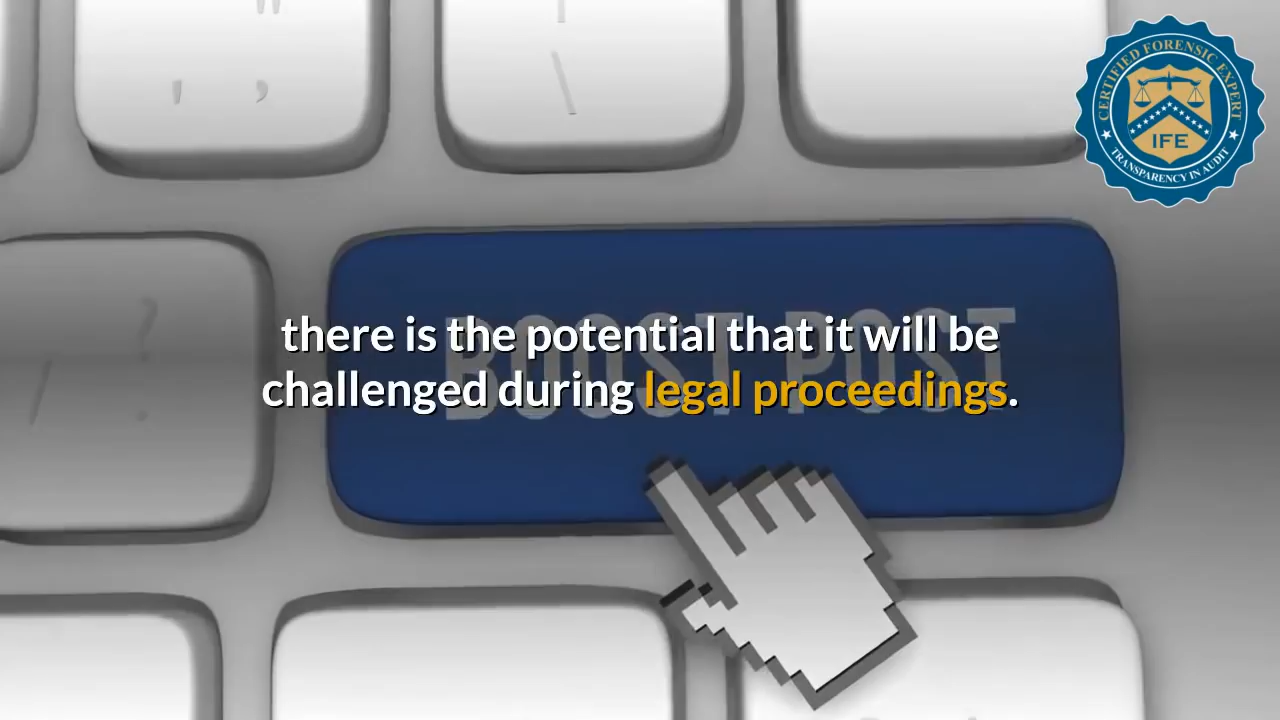 CERTIFIED FORENSIC EXPERT
IFE
TRANSPARENCY IN AUDIT
BOOST POST
there is the potential that it will be
challenged during legal proceedings.
" 
' ,
| \
?
/ .